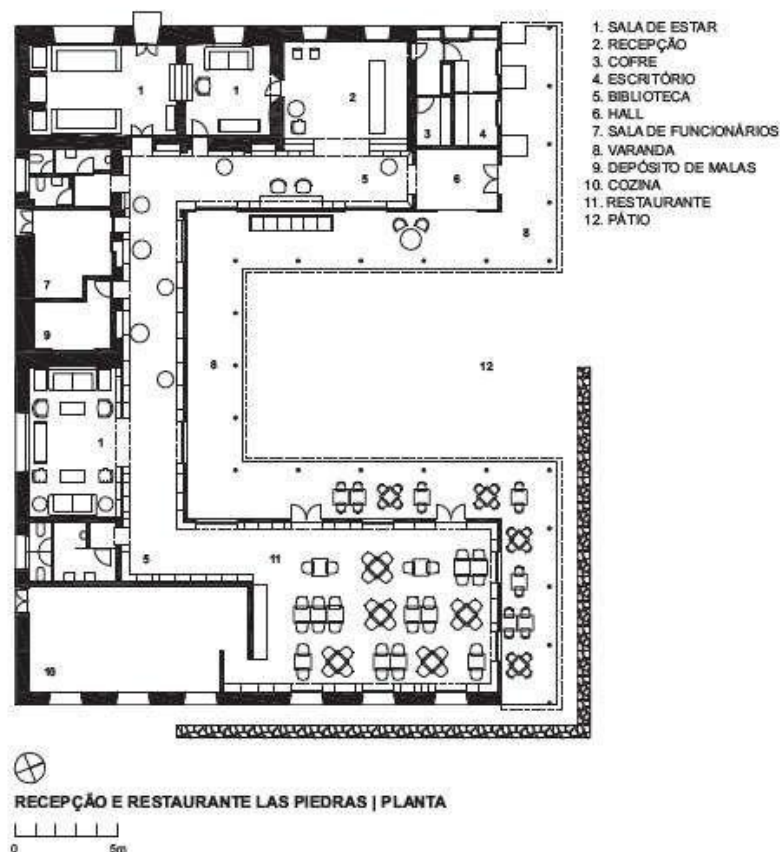 1. SALA DE ESTAR
2. RECEPÇÃO
3. COFRE
4. ESCRITÓRIO
5. BIBLIOTECA
6. HALL
7. SALA DE FUNCIONÁRIOS
8. VARANDA
9. DEPÓSITO DE MALAS
10. COZINA
11. RESTAURANTE
12. PÁTIO
1
1
2
3
4
5
6
8
7
9
8
12
1
5
11
10
RECEPÇÃO E RESTAURANTE LAS PIEDRAS | PLANTA
0 5m